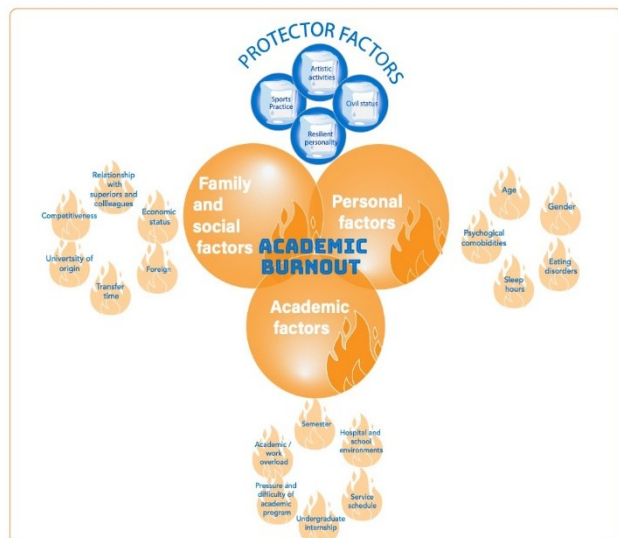 PROTECTOR FACTORS
Artistic
activities
Sports
Practice
Civil status
Resilient
personality
Family
and
social
factors
Personal
factors
ACADEMIC
BURNOUT
Academic
factors
Relationship
with
superiors and
colleagues
Competitiveness
Economic
status
Univertsity of
origin
Foreign
Transfer
time
Age
Gender
Psychogical
comobidities
Eating
disorders
Sleep
hours
Semester
Academic /
work
overload
Hospital and
school
environments
Pressure and
difficulty of
academic
program
Service
schedule
Undergraduate
internship